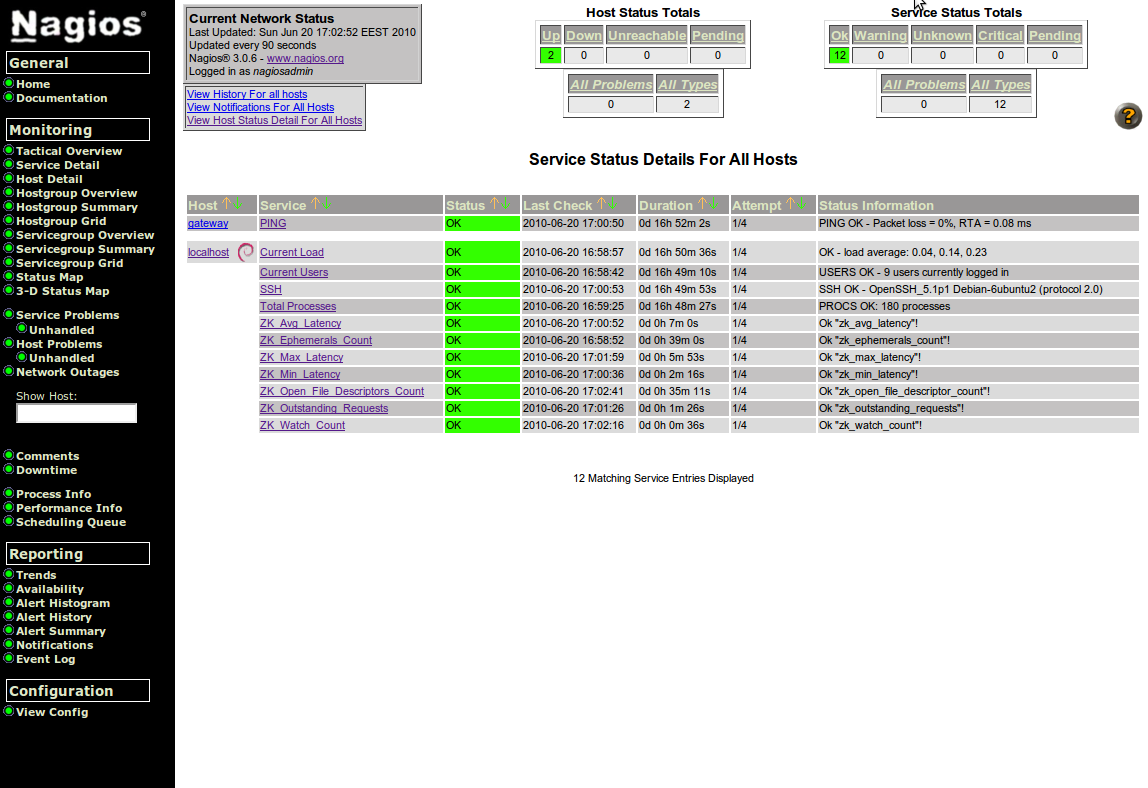 Nagios®
General
Home
Documentation
Monitoring
Tactical Overview
Service Detail
Host Detail
Hostgroup Overview
Hostgroup Summary
Hostgroup Grid
Servicegroup Overview
Servicegroup Summary
Servicegroup Grid
Status Map
3-D Status Map
Service Problems
Unhandled
Host Problems
Unhandled
Network Outages
Show Host:
Comments
Downtime
Process Info
Performance Info
Scheduling Queue
Reporting
Trends
Availability
Alert Histogram
Alert History
Alert Summary
Notifications
Event Log
Configuration
View Config
Current Network Status
Last Updated: Sun Jun 20 17:02:52 EEST 2010
Updated every 90 seconds
Nagios® 3.0.6 - www.nagios.org
Logged in as nagiosadmin
View History For all hosts
View Notifications For All Hosts
View Host Status Detail For All Hosts
Host Status Totals
Up Down Unreachable Pending
2 0 0 0
All Problems All Types
0 2
Service Status Totals
Ok Warning Unknown Critical Pending
12 0 0 0 0
All Problems All Types
0 12
?
Service Status Details For All Hosts
Host Service Status Last Check Duration Attempt Status Information
gateway PING OK 2010-06-20 17:00:50 0d 16h 52m 2s 1/4 PING OK - Packet loss = 0%, RTA = 0.08 ms
localhost Current Load OK 2010-06-20 16:58:57 0d 16h 50m 36s 1/4 OK - load average: 0.04, 0.14, 0.23
Current Users OK 2010-06-20 16:58:42 0d 16h 49m 10s 1/4 USERS OK - 9 users currently logged in
SSH OK 2010-06-20 17:00:53 0d 16h 49m 53s 1/4 SSH OK - OpenSSH_5.1p1 Debian-6ubuntu2 (protocol 2.0)
Total Processes OK 2010-06-20 16:59:25 0d 16h 48m 27s 1/4 PROCS OK: 180 processes
ZK_Avg_Latency OK 2010-06-20 17:00:52 0d 0h 7m 0s 1/4 Ok "zk_avg_latency"!
ZK_Ephemerals_Count OK 2010-06-20 16:58:52 0d 0h 39m 0s 1/4 Ok "zk_ephemerals_count"!
ZK_Max_Latency OK 2010-06-20 17:01:59 0d 0h 5m 53s 1/4 Ok "zk_max_latency"!
ZK_Min_Latency OK 2010-06-20 17:00:36 0d 0h 2m 16s 1/4 Ok "zk_min_latency"!
ZK_Open_File_Descriptors_Count OK 2010-06-20 17:02:41 0d 0h 35m 11s 1/4 Ok "zk_open_file_descriptor_count"!
ZK_Outstanding_Requests OK 2010-06-20 17:01:26 0d 0h 1m 26s 1/4 Ok "zk_outstanding_requests"!
ZK_Watch_Count OK 2010-06-20 17:02:16 0d 0h 0m 36s 1/4 Ok "zk_watch_count"!
12 Matching Service Entries Displayed